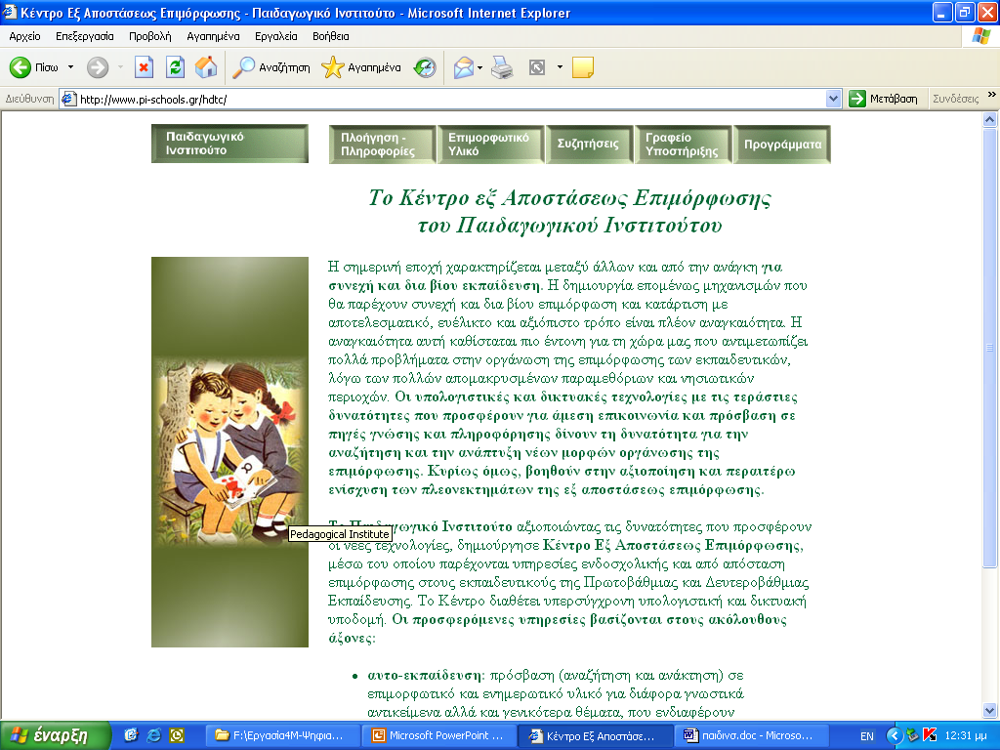 Κέντρο Εξ Αποστάσεως Επιμόρφωσης - Παιδαγωγικό Ινστιτούτο - Microsoft Internet Explorer
Αρχείο Επεξεργασία Προβολή Αγαπημένα Εργαλεία Βοήθεια
Πίσω Αναζήτηση Αγαπημένα
Διεύθυνση http://www.pi-schools.gr/hdtc/ Μετάβαση Συνδέσεις »
Παιδαγωγικό
Ινστιτούτο
Πλοήγηση -
Πληροφορίες
Επιμορφωτικό
Υλικό
Συζητήσεις
Γραφείο
Υποστήριξης
Προγράμματα
Το Κέντρο εξ Αποστάσεως Επιμόρφωσης
του Παιδαγωγικού Ινστιτούτου
Η σημερινή εποχή χαρακτηρίζεται μεταξύ άλλων και από την ανάγκη για
συνεχή και δια βίου εκπαίδευση. Η δημιουργία επομένως μηχανισμών που
θα παρέχουν συνεχή και δια βίου επιμόρφωση και κατάρτιση με
αποτελεσματικό, ευέλικτο και αξιόπιστο τρόπο είναι πλέον αναγκαιότητα. Η
αναγκαιότητα αυτή καθίσταται πιο έντονη για τη χώρα μας που αντιμετωπίζει
πολλά προβλήματα στην οργάνωση της επιμόρφωσης των εκπαιδευτικών,
λόγω των πολλών απομακρυσμένων παραμεθόριων και νησιωτικών
περιοχών. Οι υπολογιστικές και δικτυακές τεχνολογίες με τις τεράστιες
δυνατότητες που προσφέρουν για άμεση επικοινωνία και πρόσβαση σε
πηγές γνώσης και πληροφόρησης δίνουν τη δυνατότητα για την
αναζήτηση και την ανάπτυξη νέων μορφών οργάνωσης της
επιμόρφωσης. Κυρίως όμως, βοηθούν στην αξιοποίηση και περαιτέρω
ενίσχυση των πλεονεκτημάτων της εξ αποστάσεως επιμόρφωσης.
Pedagogical Institute
Το Παιδαγωγικό Ινστιτούτο αξιοποιώντας τις δυνατότητες που προσφέρουν
οι νέες τεχνολογίες, δημιούργησε Κέντρο Εξ Αποστάσεως Επιμόρφωσης,
μέσω του οποίου παρέχονται υπηρεσίες ενδοσχολικής και από απόσταση
επιμόρφωσης στους εκπαιδευτικούς της Πρωτοβάθμιας και Δευτεροβάθμιας
Εκπαίδευσης. Το Κέντρο διαθέτει υπερσύγχρονη υπολογιστική και δικτυακή
υποδομή. Οι προσφερόμενες υπηρεσίες βασίζονται στους ακόλουθους
άξονες:
• αυτο-εκπαίδευση: πρόσβαση (αναζήτηση και ανάκτηση) σε
επιμορφωτικό και ενημερωτικό υλικό για διάφορα γνωστικά
αντικείμενα αλλά και γενικότερα θέματα, που ενδιαφέρουν
έναρξη F:\Εργασία4Μ-Ψηφια... Microsoft PowerPoint ... Κέντρο Εξ Αποστάσε... παιδινσ.doc - Microso... EN 12:31 μμ